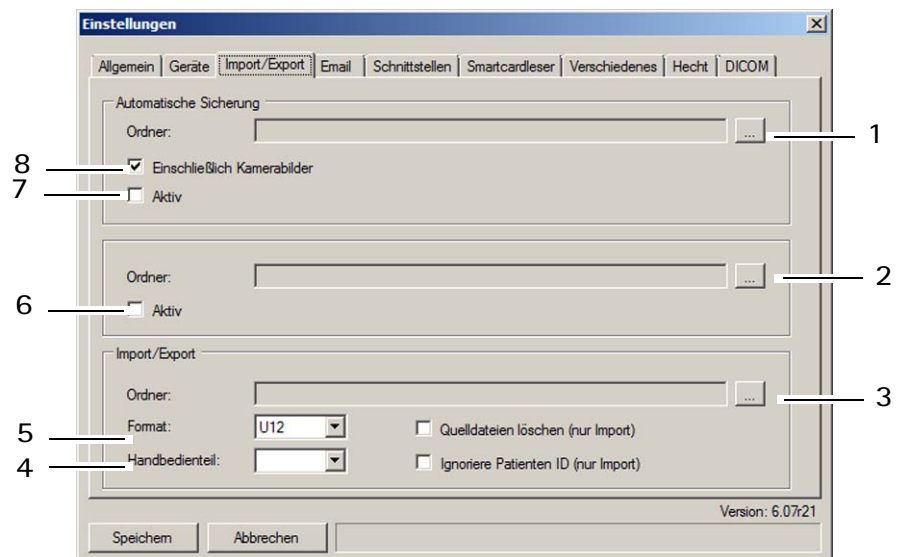 Einstellungen
Allgemein Geräte Import/Export Email Schnittstellen Smartcardleser Verschiedenes Hecht DICOM
Automatische Sicherung
Ordner: ... 1
8 Einschließlich Kamerabilder
7 Aktiv
Ordner: ... 2
6 Aktiv
Import/Export
Ordner: ... 3
5 Format: U12 Quelldateien löschen (nur Import)
4 Handbedienteil: Ignoriere Patienten ID (nur Import)
Version: 6.07r21
Speichern Abbrechen